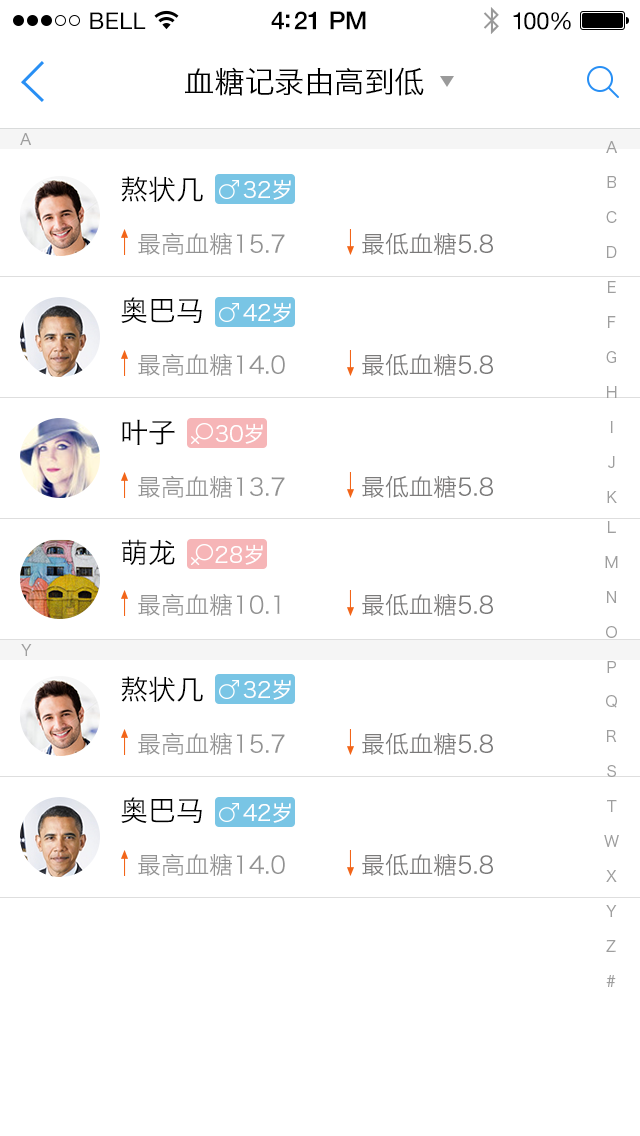 BELL 4:21 PM 100%
血糖记录由高到低
A
熬状几 ♂32岁
最高血糖15.7 最低血糖5.8
奥巴马 ♂42岁
最高血糖14.0 最低血糖5.8
叶子 ♀30岁
最高血糖13.7 最低血糖5.8
萌龙 ♀28岁
最高血糖10.1 最低血糖5.8
Y
熬状几 ♂32岁
最高血糖15.7 最低血糖5.8
奥巴马 ♂42岁
最高血糖14.0 最低血糖5.8
A
B
C
D
E
F
G
H
I
J
K
L
M
N
O
P
Q
R
S
T
W
X
Y
Z
#